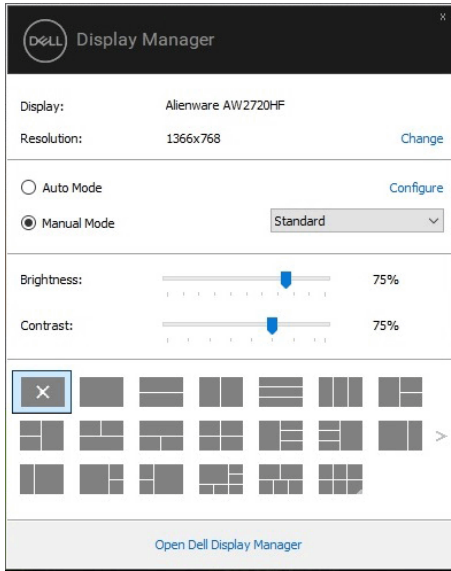 x
DELL Display Manager
Display: Alienware AW2720HF
Resolution: 1366x768 Change
Auto Mode Configure
Manual Mode Standard
Brightness: 75%
Contrast: 75%
Open Dell Display Manager